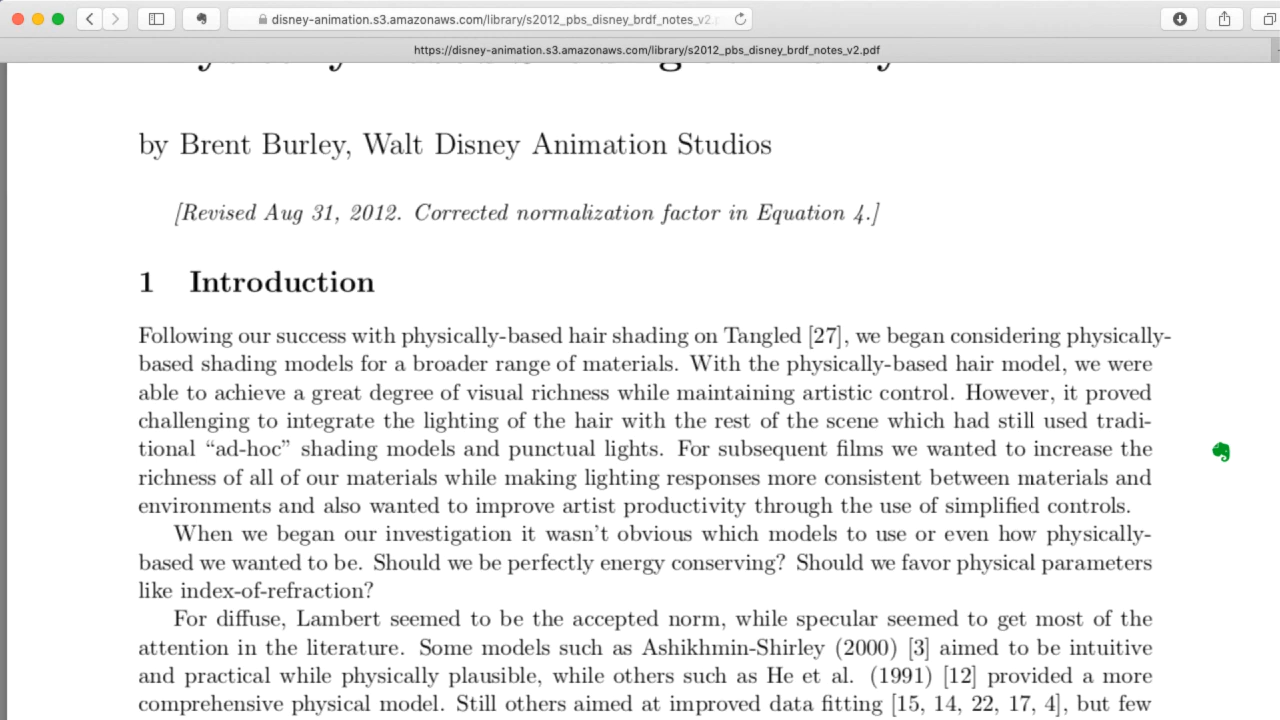 disney-animation.s3.amazonaws.com/library/s2012_pbs_disney_brdf_notes_v2.
https://disney-animation.s3.amazonaws.com/library/s2012_pbs_disney_brdf_notes_v2.pdf
by Brent Burley, Walt Disney Animation Studios
[Revised Aug 31, 2012. Corrected normalization factor in Equation 4.]
1 Introduction
Following our success with physically-based hair shading on Tangled [27], we began considering physically-
based shading models for a broader range of materials. With the physically-based hair model, we were
able to achieve a great degree of visual richness while maintaining artistic control. However, it proved
challenging to integrate the lighting of the hair with the rest of the scene which had still used tradi-
tional “ad-hoc” shading models and punctual lights. For subsequent films we wanted to increase the
richness of all of our materials while making lighting responses more consistent between materials and
environments and also wanted to improve artist productivity through the use of simplified controls.
When we began our investigation it wasn’t obvious which models to use or even how physically-
based we wanted to be. Should we be perfectly energy conserving? Should we favor physical parameters
like index-of-refraction?
For diffuse, Lambert seemed to be the accepted norm, while specular seemed to get most of the
attention in the literature. Some models such as Ashikhmin-Shirley (2000) [3] aimed to be intuitive
and practical while physically plausible, while others such as He et al. (1991) [12] provided a more
comprehensive physical model. Still others aimed at improved data fitting [15, 14, 22, 17, 4], but few